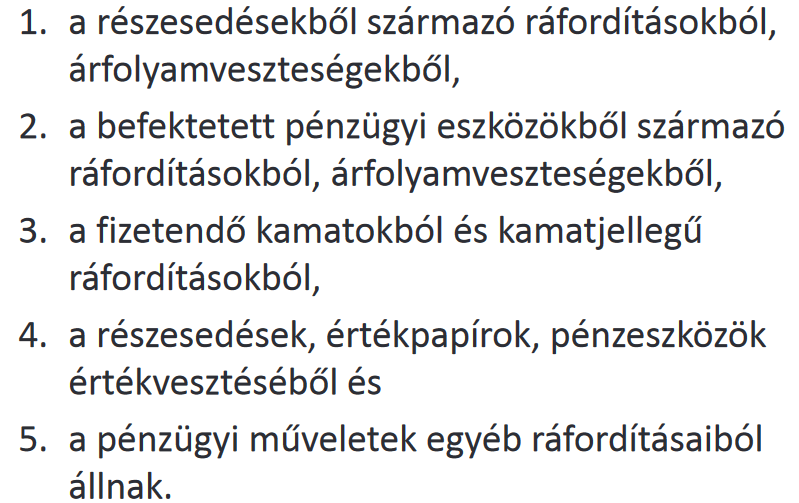 1. a részesedésekből származó ráfordításokból,
árfolyamveszteségekből,
2. a befektetett pénzügyi eszközökből származó
ráfordításokból, árfolyamveszteségekből,
3. a fizetendő kamatokból és kamatjellegű
ráfordításokból,
4. a részesedések, értékpapírok, pénzeszközök
értékvesztéséből és
5. a pénzügyi műveletek egyéb ráfordításaiból
állnak.